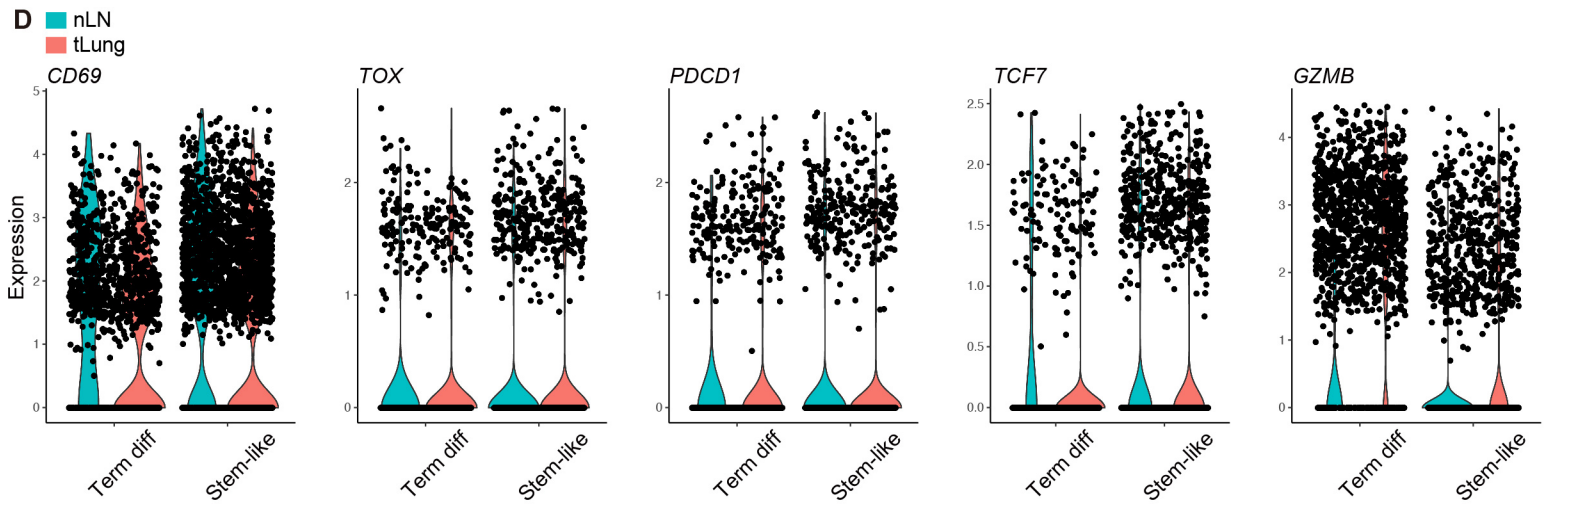 D
nLN
tLung
CD69
TOX
PDCD1
TCF7
GZMB
Expression
5
4
3
2
1
0
2
1
0
2
1
0
2.5
2.0
1.5
1.0
0.5
0.0
4
3
2
1
0
Term diff
Stem-like
Term diff
Stem-like
Term diff
Stem-like
Term diff
Stem-like
Term diff
Stem-like